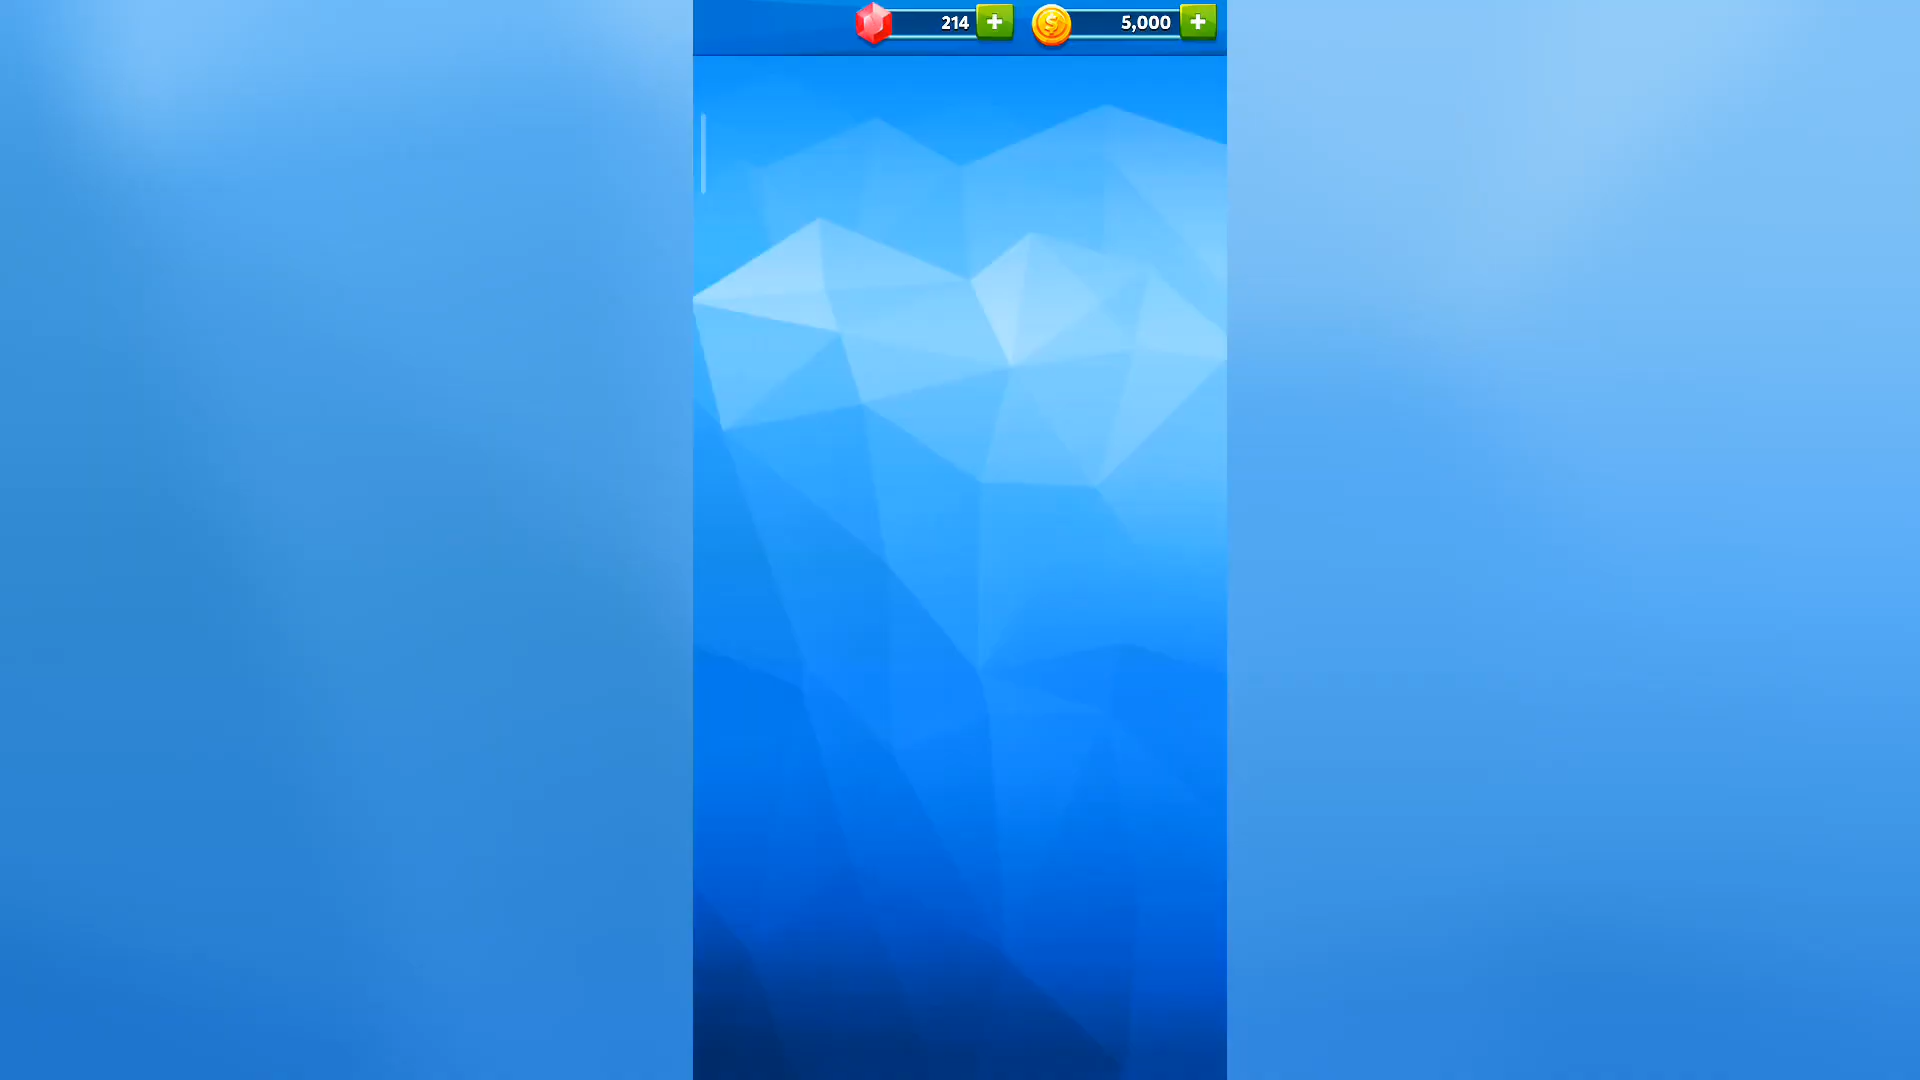 214 + 5,000 +